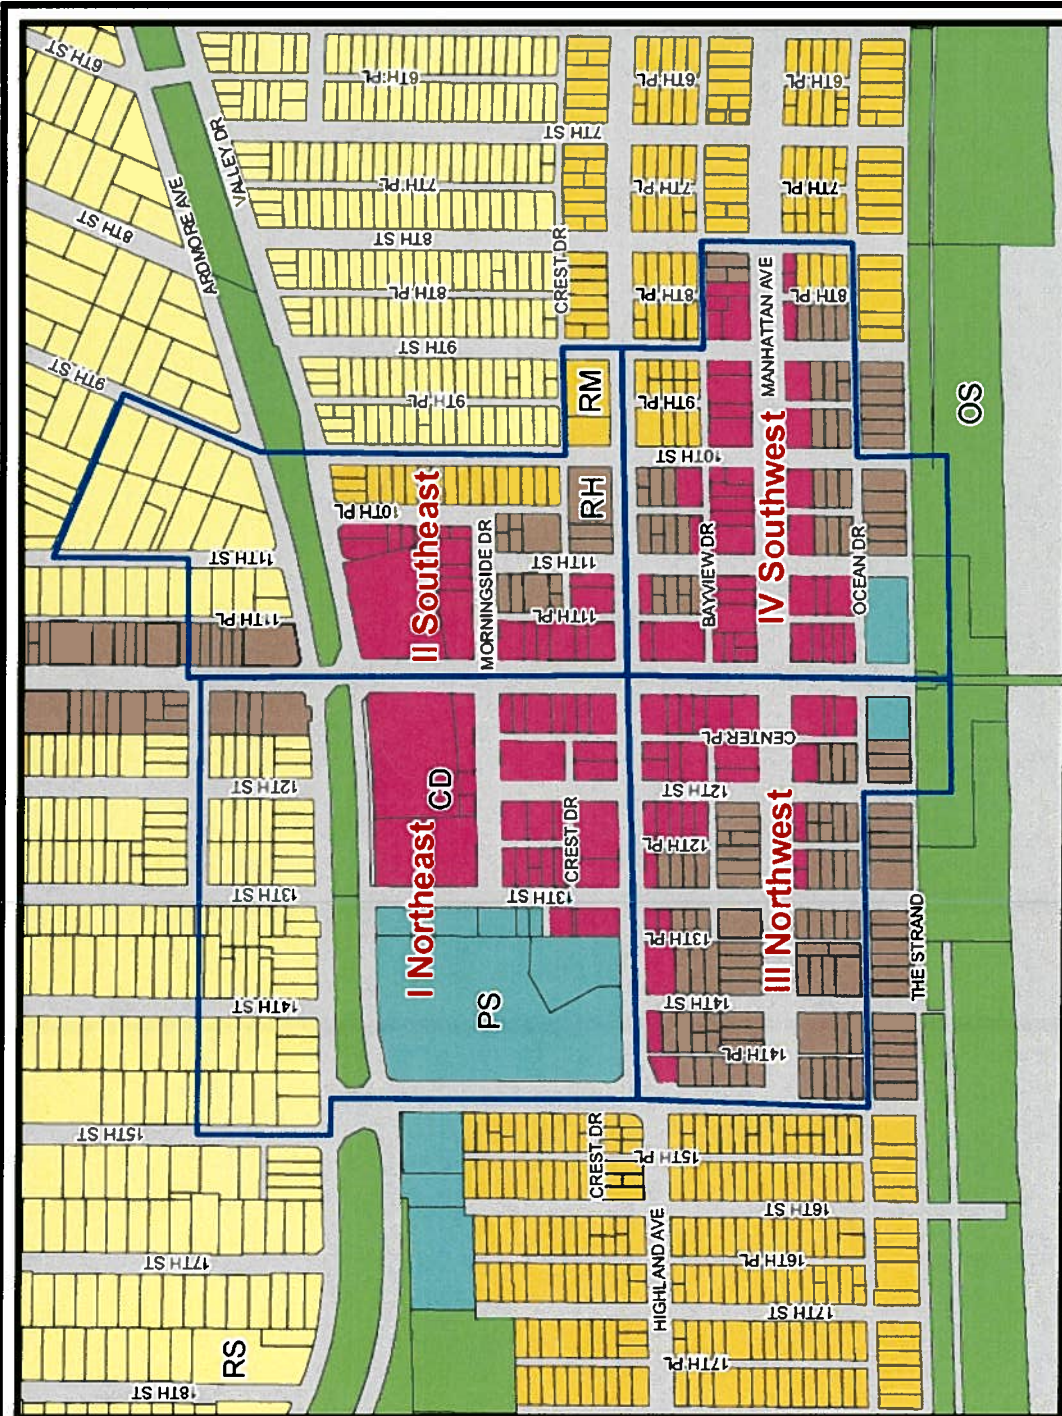 6TH ST
6TH PL
6TH PL
6TH PL
7TH ST
VALLEY DR
7TH PL
7TH PL
7TH PL
ARDMORE AVE
8TH ST
8TH ST
CREST DR
8TH PL
8TH PL
8TH PL
MANHATTAN AVE
9TH ST
9TH ST
9TH PL
9TH PL
RM
OS
10TH ST
10TH PL
RH
II Southeast
IV Southwest
MORNINGSIDE DR
BAYVIEW DR
OCEAN DR
11TH ST
11TH ST
11TH PL
11TH PL
CENTER PL
12TH ST
12TH ST
CD
CREST DR
12TH PL
I Northeast
III Northwest
13TH ST
13TH ST
13TH PL
THE STRAND
PS
14TH ST
14TH ST
14TH PL
15TH ST
CREST DR
15TH PL
16TH ST
HIGHLAND AVE
16TH PL
17TH ST
17TH ST
17TH PL
RS
18TH ST